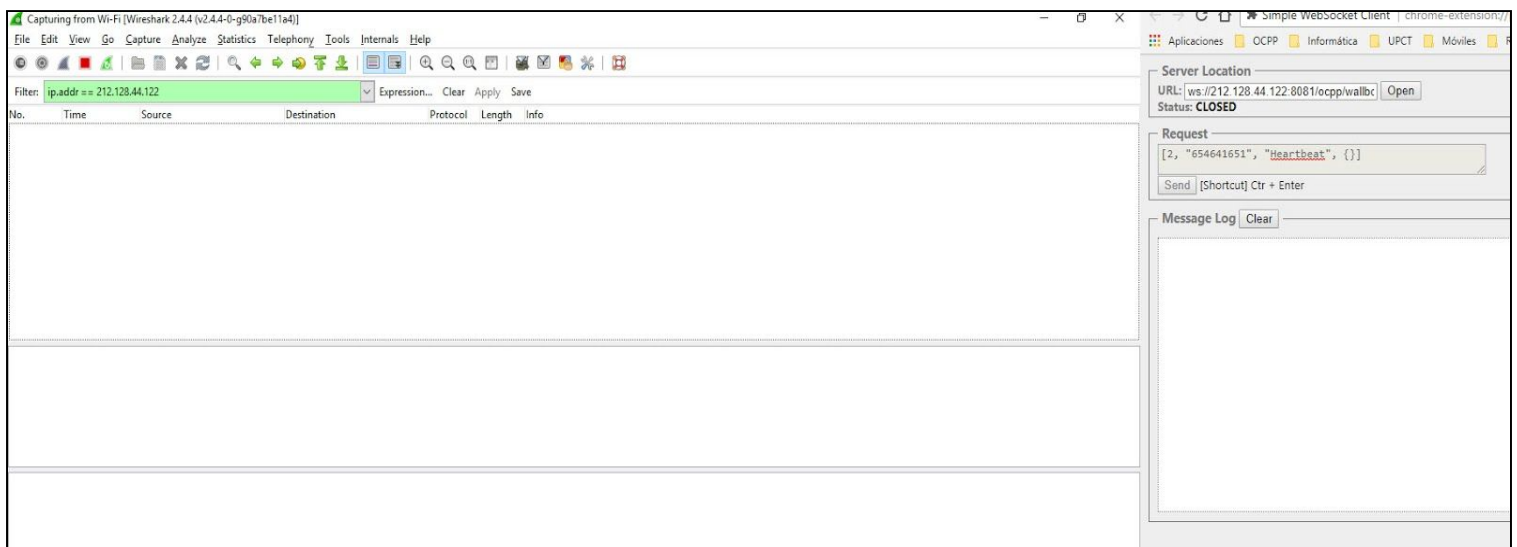 Capturing from Wi-Fi [Wireshark 2.4.4 (v2.4.4-0-g90a7be11a4)]
File Edit View Go Capture Analyze Statistics Telephony Tools Internals Help
Filter: ip.addr == 212.128.44.122 Expression... Clear Apply Save
No. Time Source Destination Protocol Length Info
Simple WebSocket Client | chrome-extension://
Aplicaciones OCPP Informática UPCT Móviles
Server Location
URL: ws://212.128.44.122:8081/ocpp/wallbc Open
Status: CLOSED
Request
[2, "654641651", "Heartbeat", {}]
Send [Shortcut] Ctr + Enter
Message Log Clear